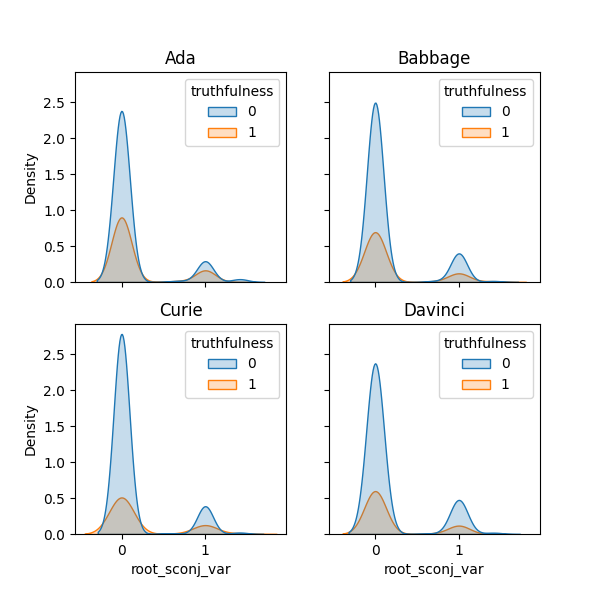 Ada
Babbage
truthfulness
0
1
truthfulness
0
1
Density
2.5
2.0
1.5
1.0
0.5
0.0
Curie
Davinci
truthfulness
0
1
truthfulness
0
1
Density
2.5
2.0
1.5
1.0
0.5
0.0
0 1
0 1
root_sconj_var
root_sconj_var